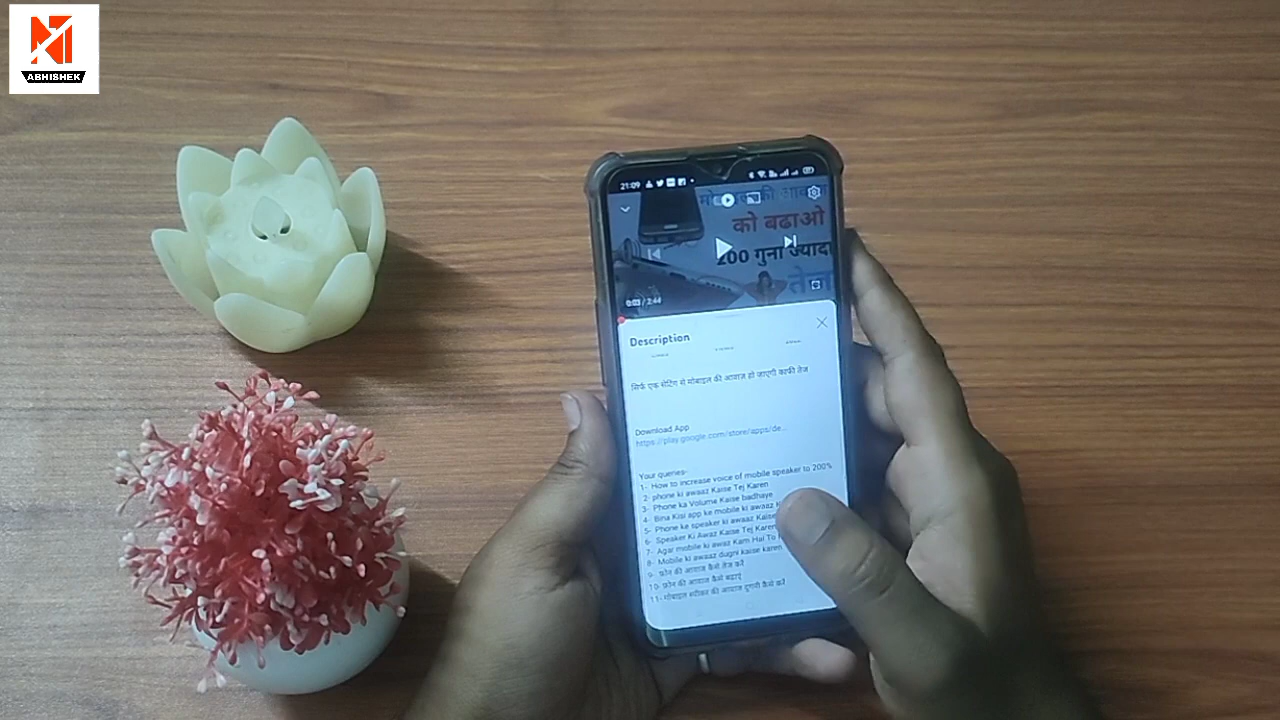 ABHISHEK
21:09
को बढाओ
200 गुना ज्यादा
0:03 / 2:44
Description
सिर्फ एक सेटिंग से मोबाइल की आवाज हो जाएगी काफी तेज
Download App
https://play.google.com/store/apps/de...
Your queries-
1- How to increase voice of mobile speaker to 200%
2- phone ki awaaz Kaise Tej Karen
3- Phone ka Volume Kaise badhaye
4- Bina Kisi app ke mobile ki awaaz
5- Phone ke speaker ki awaaz Kaise
6- Speaker Ki Awaz Kaise Tej Karen
7- Agar mobile ki awaz Kam Hai To
8- Mobile ki awaaz dugni kaise karen
9- फ़ोन की आवाज कैसे तेज करें
10- फ़ोन की आवाज कैसे बढ़ाएं
11- मोबाइल स्पीकर की आवाज दुगनी कैसे करें